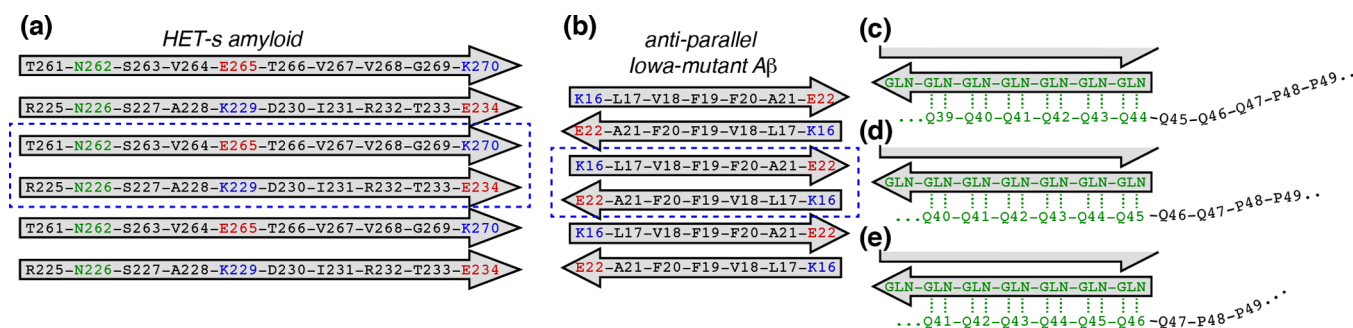 (a)
HET-s amyloid
T261-N262-S263-V264-E265-T266-V267-V268-G269-K270
R225-N226-S227-A228-K229-D230-I231-R232-T233-E234
T261-N262-S263-V264-E265-T266-V267-V268-G269-K270
R225-N226-S227-A228-K229-D230-I231-R232-T233-E234
T261-N262-S263-V264-E265-T266-V267-V268-G269-K270
R225-N226-S227-A228-K229-D230-I231-R232-T233-E234
(b)
anti-parallel
Iowa-mutant Aβ
K16-L17-V18-F19-F20-A21-E22
E22-A21-F20-F19-V18-L17-K16
K16-L17-V18-F19-F20-A21-E22
E22-A21-F20-F19-V18-L17-K16
K16-L17-V18-F19-F20-A21-E22
E22-A21-F20-F19-V18-L17-K16
(c)
GLN-GLN-GLN-GLN-GLN-GLN-GLN
...Q39-Q40-Q41-Q42-Q43-Q44-Q45-Q46-Q47-P48-P49..
(d)
GLN-GLN-GLN-GLN-GLN-GLN-GLN
...Q40-Q41-Q42-Q43-Q44-Q45-Q46-Q47-P48-P49..
(e)
GLN-GLN-GLN-GLN-GLN-GLN-GLN
...Q41-Q42-Q43-Q44-Q45-Q46-Q47-P48-P49...